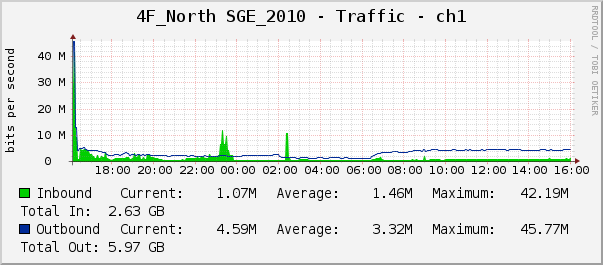 4F_North SGE_2010 - Traffic - ch1
RRDTOOL / TOBI OETIKER
bits per second
40 M
30 M
20 M
10 M
0
18:00 20:00 22:00 00:00 02:00 04:00 06:00 08:00 10:00 12:00 14:00 16:00
Inbound Current: 1.07M Average: 1.46M Maximum: 42.19M
Total In: 2.63 GB
Outbound Current: 4.59M Average: 3.32M Maximum: 45.77M
Total Out: 5.97 GB